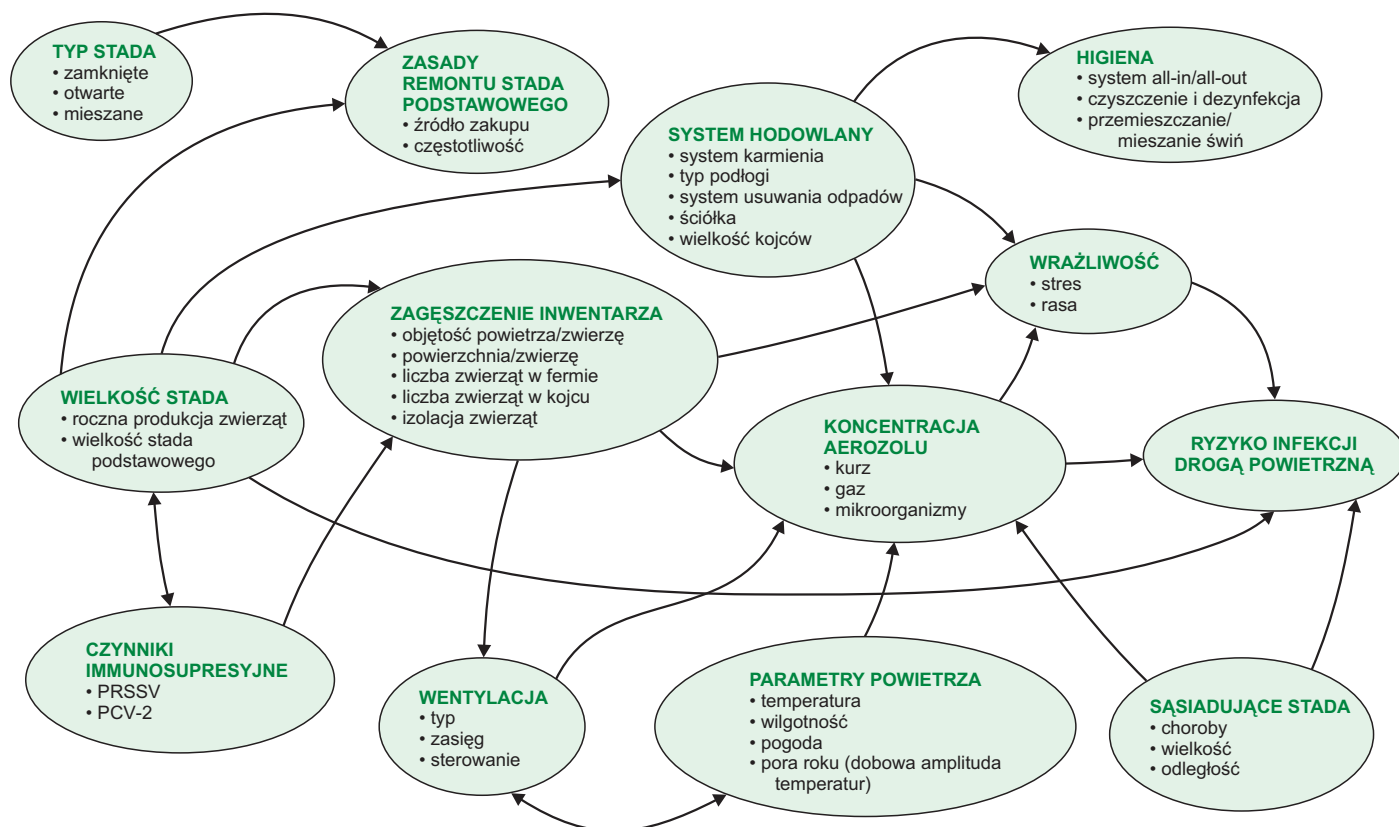 TYP STADA
• zamknięte
• otwarte
• mieszane
ZASADY
REMONTU STADA
PODSTAWOWEGO
• źródło zakupu
• częstotliwość
SYSTEM HODOWLANY
• system karmienia
• typ podłogi
• system usuwania odpadów
• ściółka
• wielkość kojców
HIGIENA
• system all-in/all-out
• czyszczenie i dezynfekcja
• przemieszczanie/
mieszanie świń
WRAŻLIWOŚĆ
• stres
• rasa
ZAGĘSZCZENIE INWENTARZA
• objętość powietrza/zwierzę
• powierzchnia/zwierzę
• liczba zwierząt w fermie
• liczba zwierząt w kojcu
• izolacja zwierząt
WIELKOŚĆ STADA
• roczna produkcja zwierząt
• wielkość stada
podstawowego
KONCENTRACJA
AEROZOLU
• kurz
• gaz
• mikroorganizmy
RYZYKO INFEKCJI
DROGĄ POWIETRZNĄ
CZYNNIKI
IMMUNOSUPRESYJNE
• PRSSV
• PCV-2
WENTYLACJA
• typ
• zasięg
• sterowanie
PARAMETRY POWIETRZA
• temperatura
• wilgotność
• pogoda
• pora roku (dobowa amplituda
temperatur)
SĄSIADUJĄCE STADA
• choroby
• wielkość
• odległość